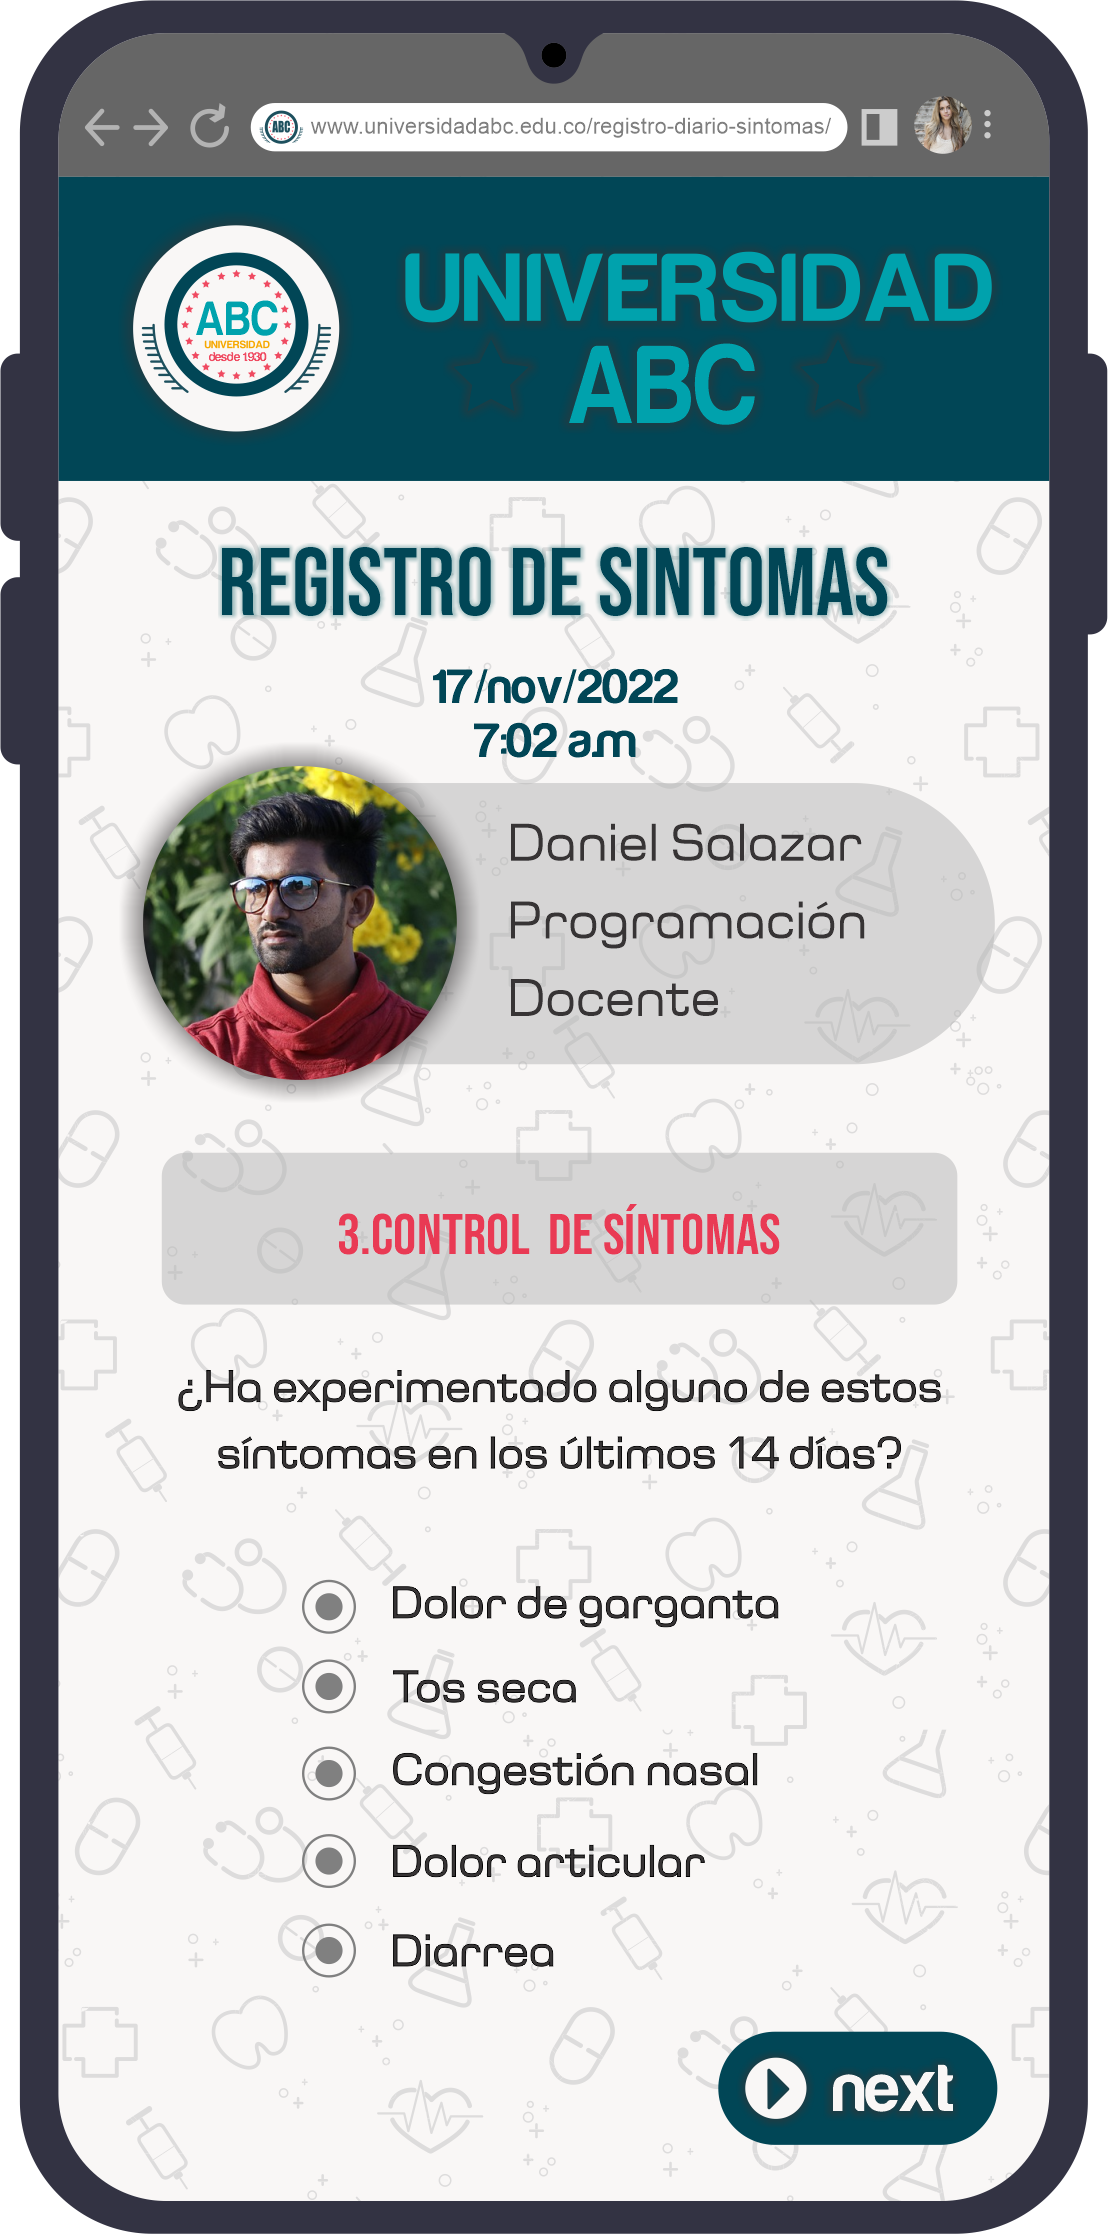 ABC
www.universidadabc.edu.co/registro-diario-sintomas/
ABC
UNIVERSIDAD
desde 1930
UNIVERSIDAD
ABC
REGISTRO DE SINTOMAS
17/nov/2022
7:02 a.m
Daniel Salazar
Programación
Docente
3.CONTROL DE SÍNTOMAS
¿Ha experimentado alguno de estos
síntomas en los últimos 14 días?
Dolor de garganta
Tos seca
Congestión nasal
Dolor articular
Diarrea
next